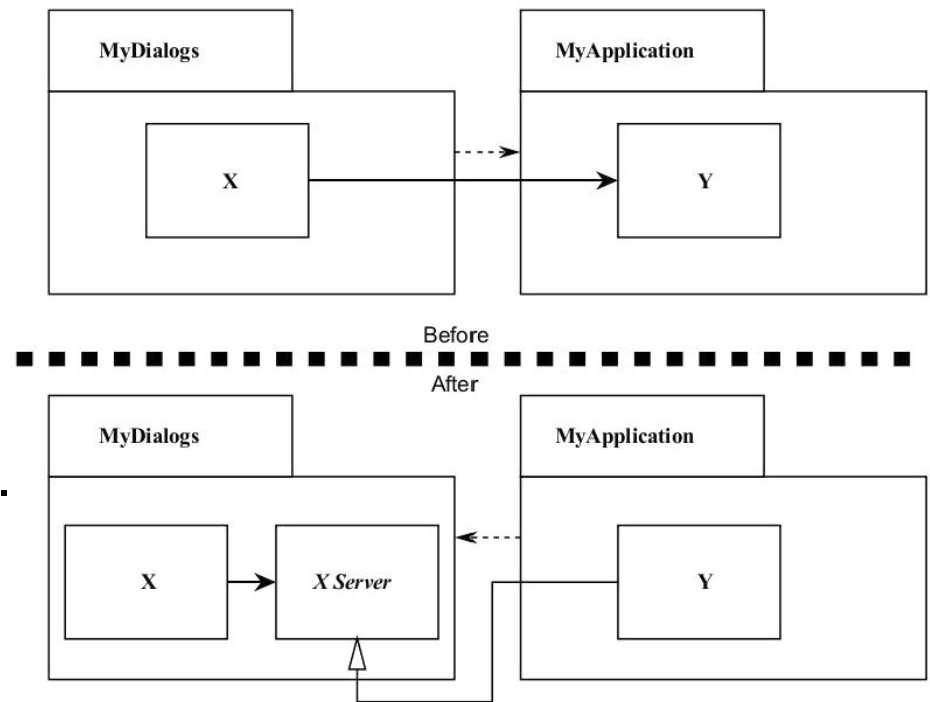 MyDialogs
MyApplication
X
Y
Before
After
MyDialogs
MyApplication
X
X Server
Y